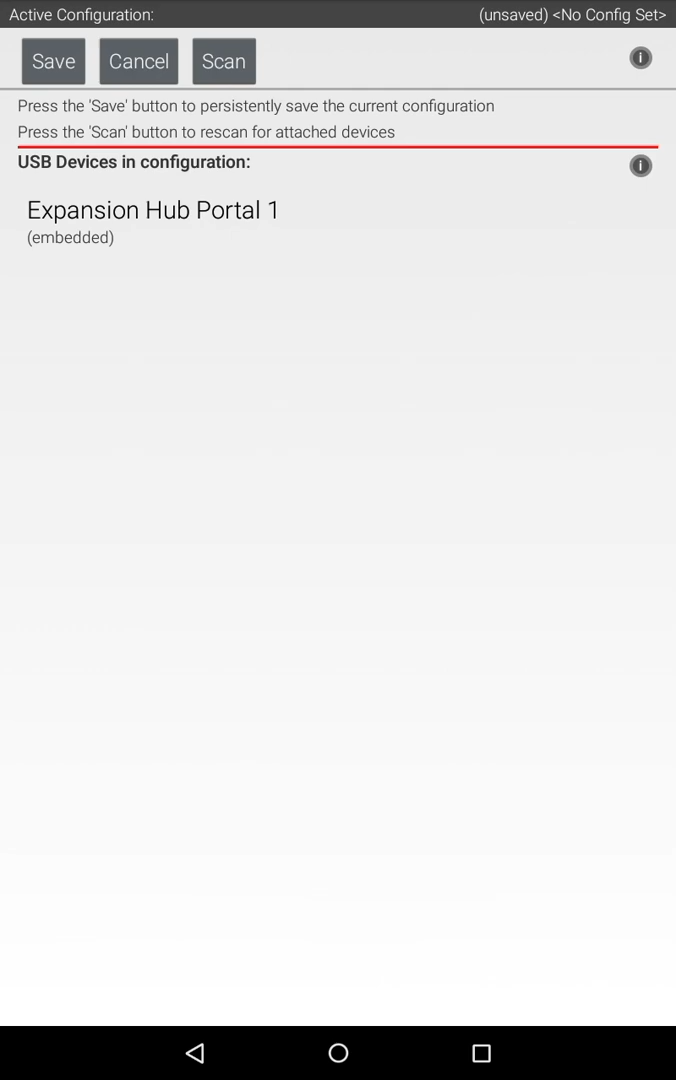 Active Configuration: (unsaved) <No Config Set>
Save Cancel Scan
Press the 'Save' button to persistently save the current configuration
Press the 'Scan' button to rescan for attached devices
USB Devices in configuration:
Expansion Hub Portal 1
(embedded)